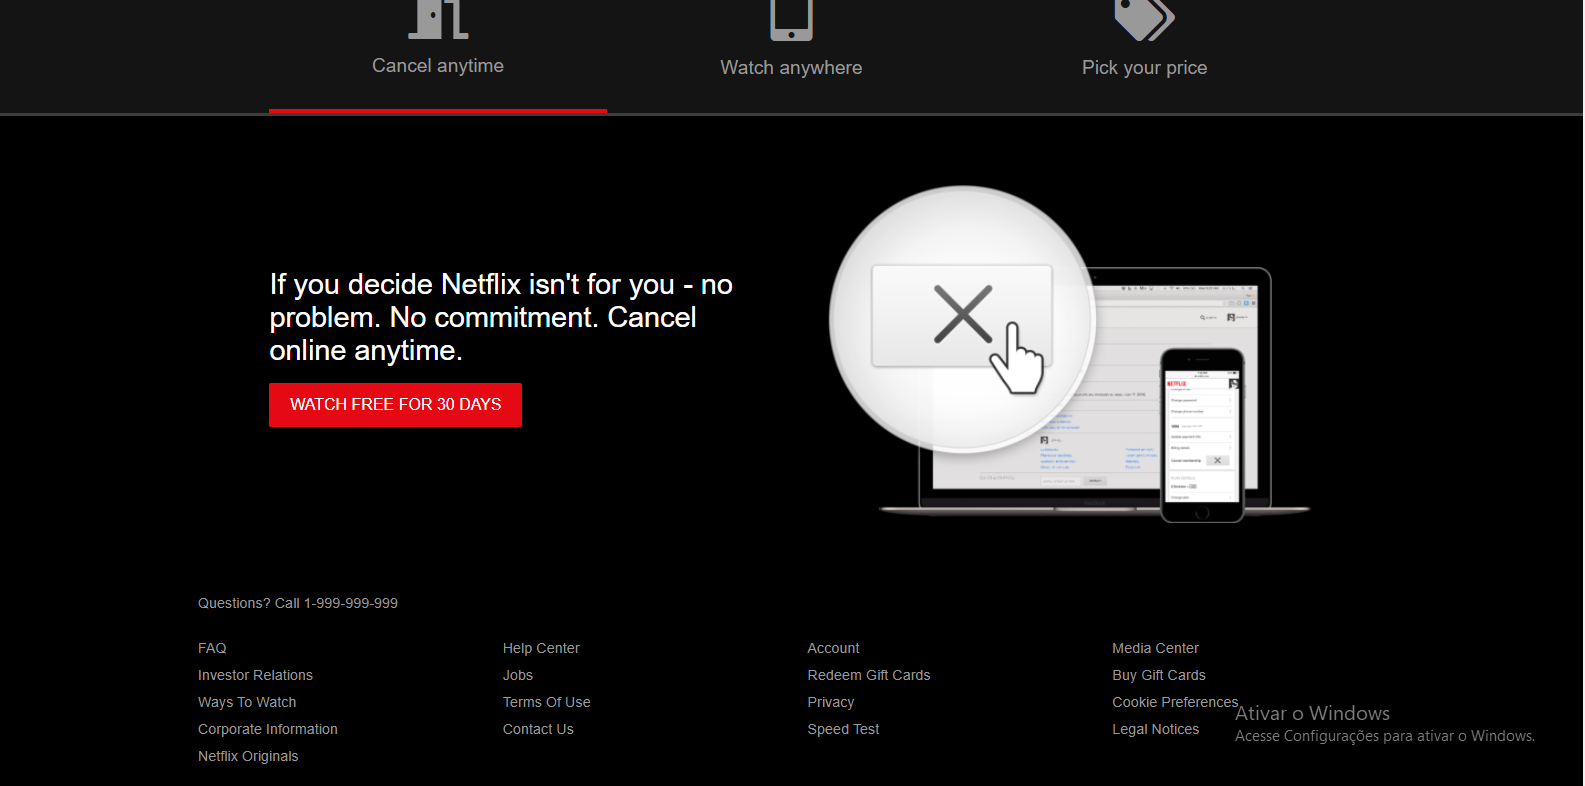 Cancel anytime
Watch anywhere
Pick your price
If you decide Netflix isn't for you - no
problem. No commitment. Cancel
online anytime.
WATCH FREE FOR 30 DAYS
NETFLIX
Questions? Call 1-999-999-999
FAQ
Help Center
Account
Media Center
Investor Relations
Jobs
Redeem Gift Cards
Buy Gift Cards
Ways To Watch
Terms Of Use
Privacy
Cookie Preferences
Corporate Information
Contact Us
Speed Test
Legal Notices
Netflix Originals
Ativar o Windows
Acesse Configurações para ativar o Windows.